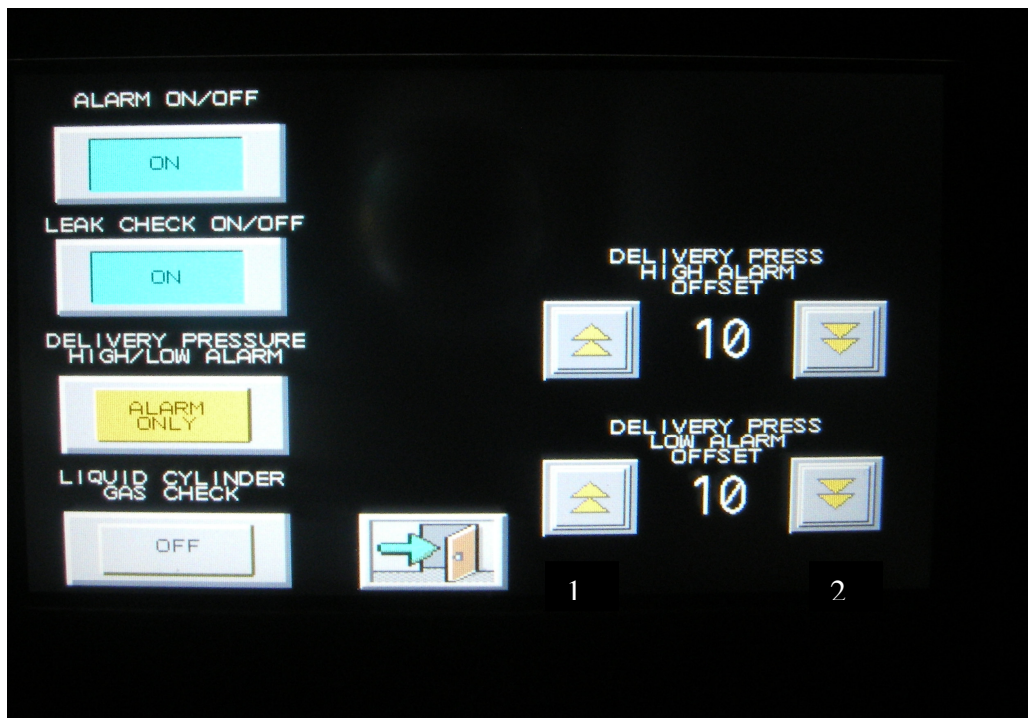 ALARM ON/OFF
ON
LEAK CHECK ON/OFF
ON
DELIVERY PRESSURE
HIGH/LOW ALARM
ALARM
ONLY
LIQUID CYLINDER
GAS CHECK
OFF
DELIVERY PRESS
HIGH ALARM
OFFSET
10
DELIVERY PRESS
LOW ALARM
OFFSET
10
1
2